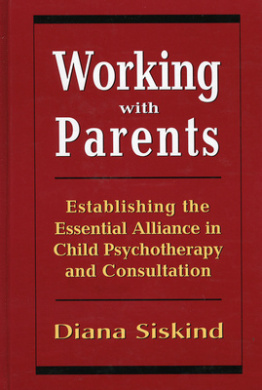 Working
with
Parents
Establishing the
Essential Alliance in
Child Psychotherapy
and Consultation
Diana Siskind